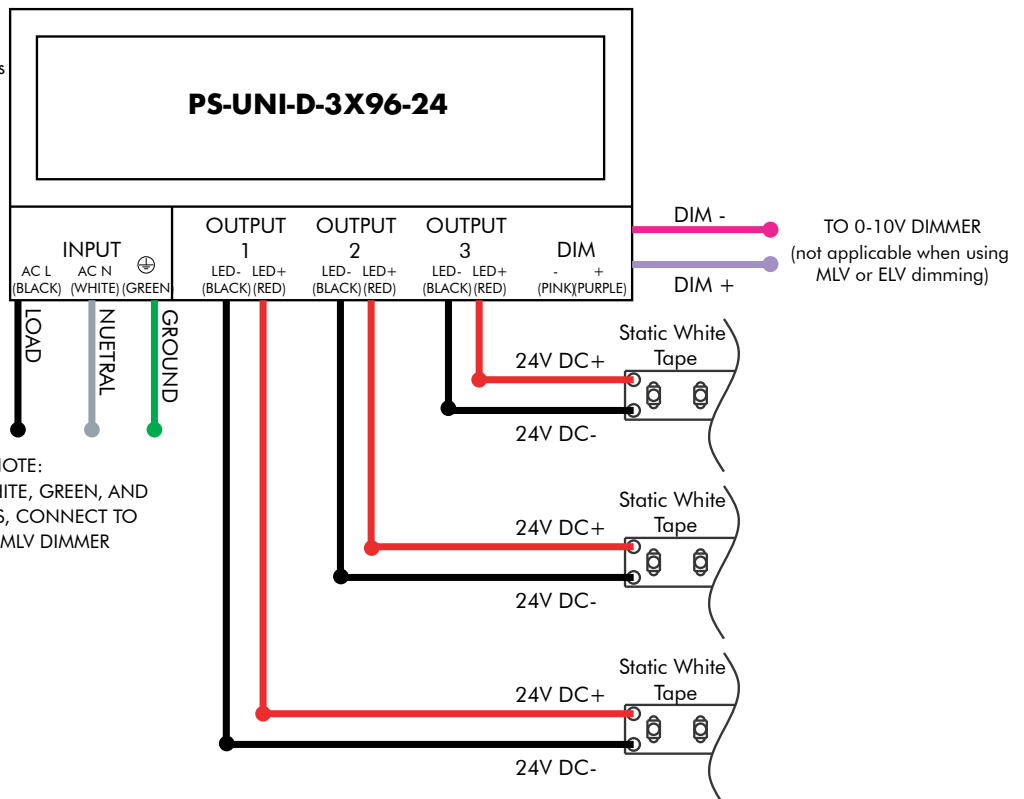 s
PS-UNI-D-3X96-24
INPUT
AC L
(BLACK)
AC N
(WHITE)
(GREEN
OUTPUT
1
LED- LED+
(BLACK) (RED)
OUTPUT
2
LED- LED+
(BLACK) (RED)
OUTPUT
3
LED- LED+
(BLACK) (RED)
DIM
- +
(PINK)(PURPLE)
DIM -
DIM +
TO 0-10V DIMMER
(not applicable when using
MLV or ELV dimming)
LOAD
NUETRAL
GROUND
OTE:
ITE, GREEN, AND
S, CONNECT TO
MLV DIMMER
Static White
Tape
24V DC+
24V DC-
Static White
Tape
24V DC+
24V DC-
Static White
Tape
24V DC+
24V DC-